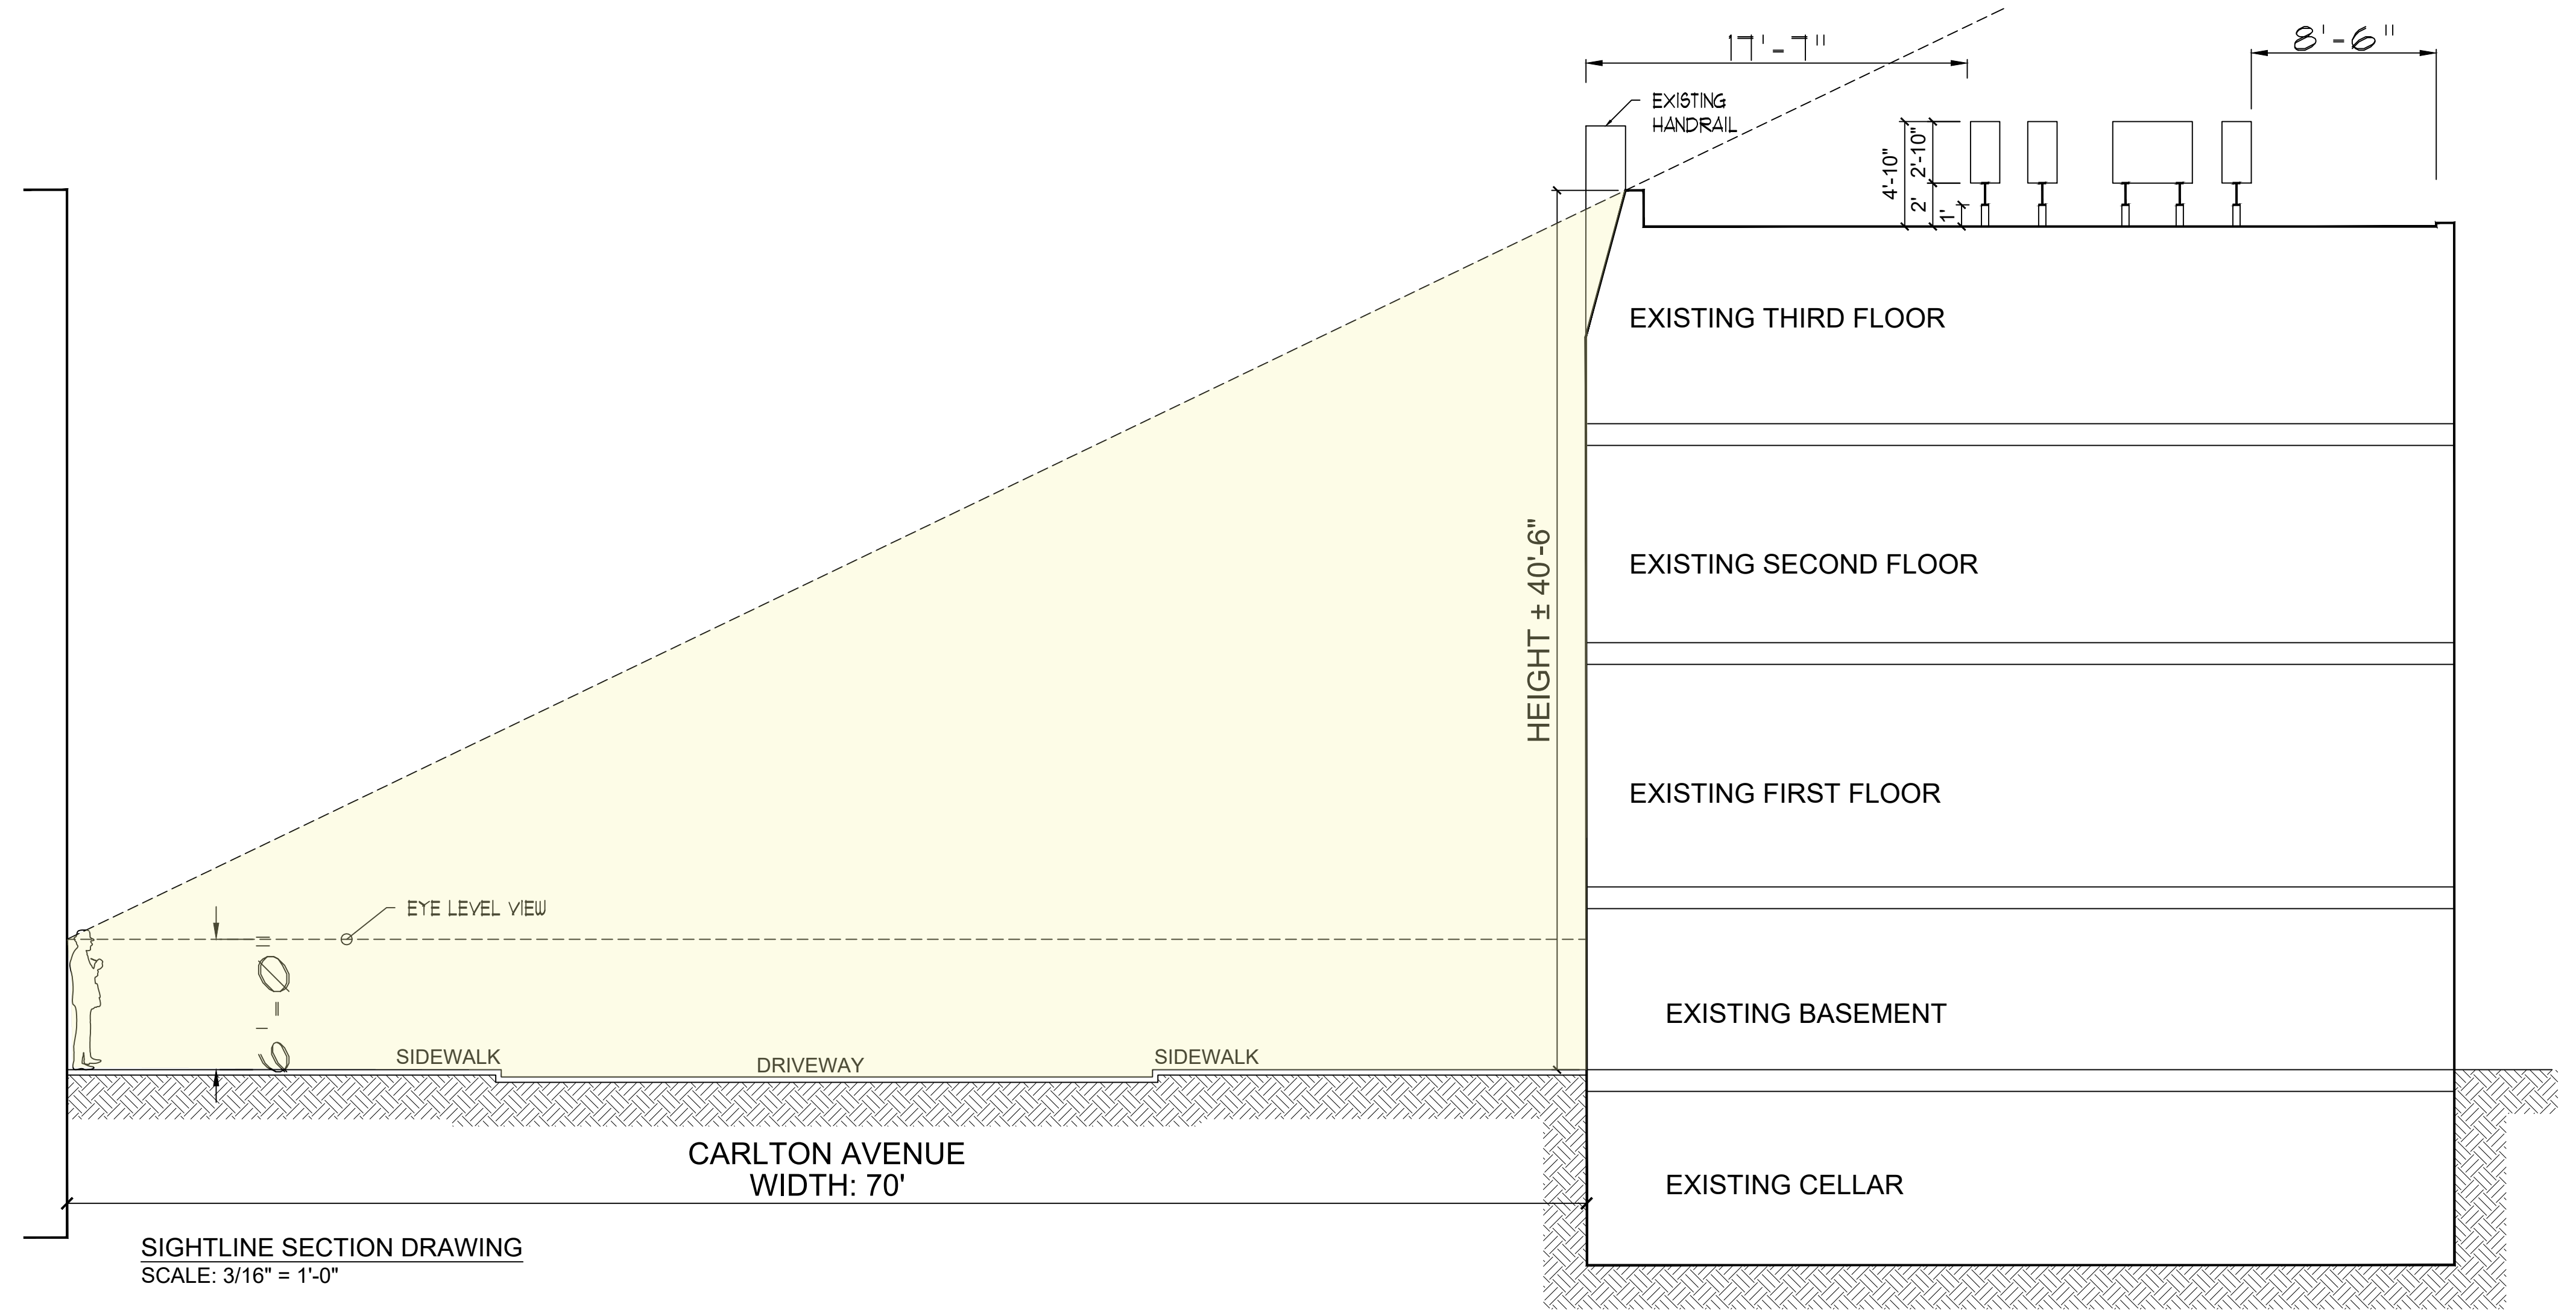 17'-7"
8'-6"
EXISTING
HANDRAIL
4'-10"
2'-10"
2'
1'
EXISTING THIRD FLOOR
HEIGHT ± 40'-6"
EXISTING SECOND FLOOR
EXISTING FIRST FLOOR
EYE LEVEL VIEW
6'-0"
EXISTING BASEMENT
SIDEWALK
DRIVEWAY
SIDEWALK
CARLTON AVENUE
WIDTH: 70'
EXISTING CELLAR
SIGHTLINE SECTION DRAWING
SCALE: 3/16" = 1'-0"